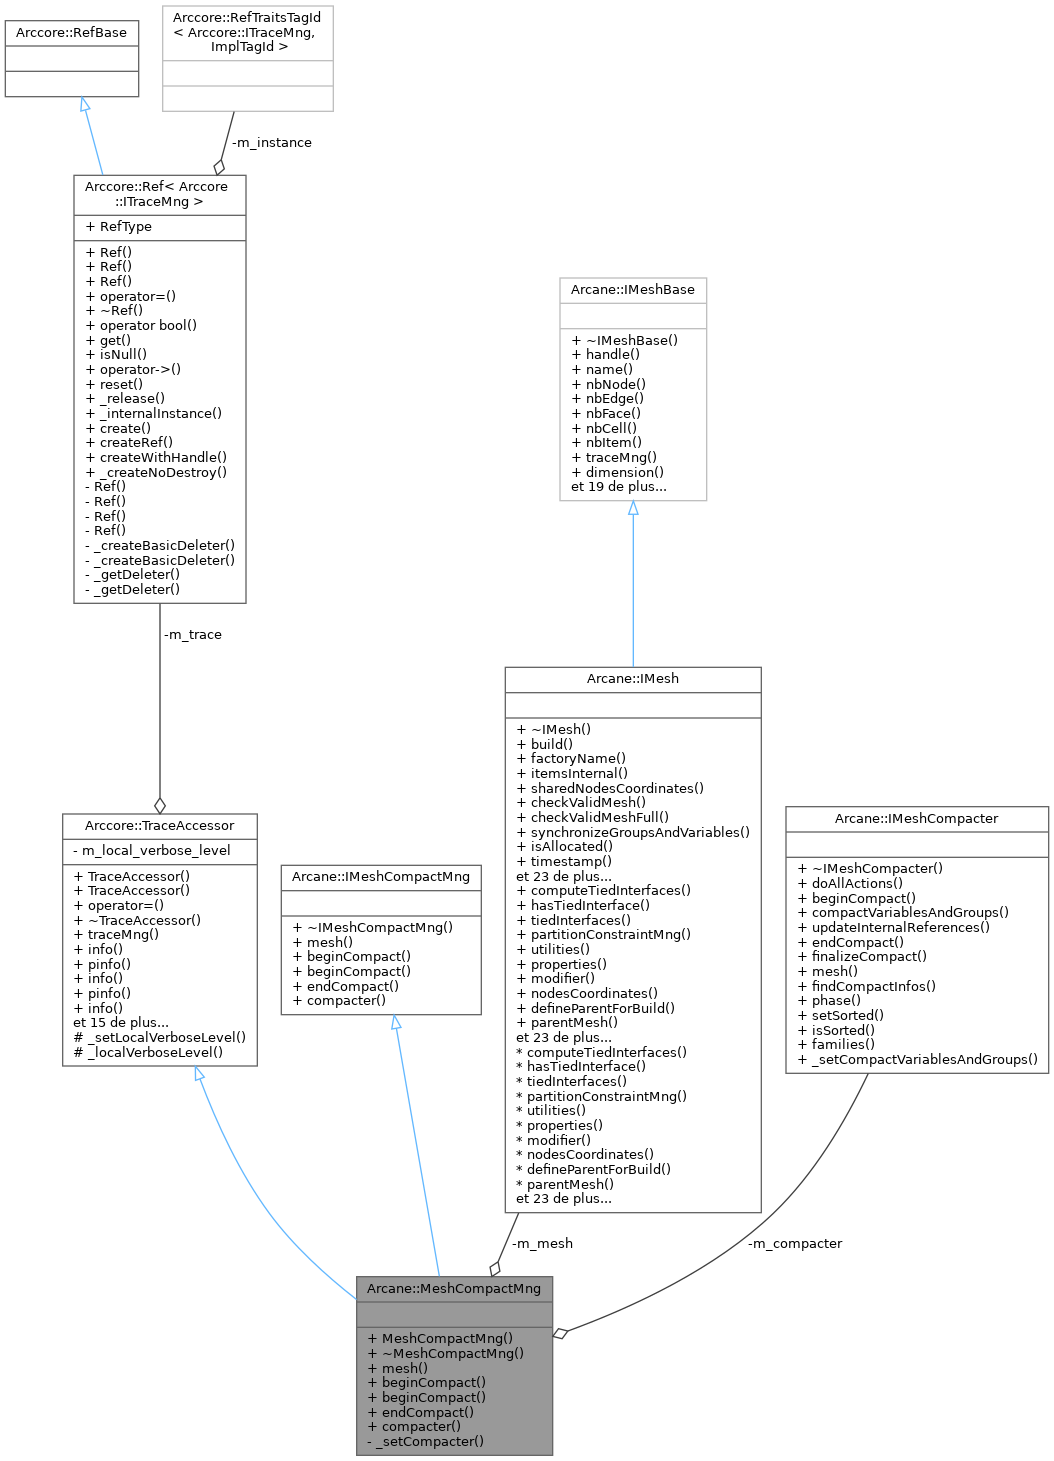 Arccore::RefBase
Arccore::RefTraitsTagId
< Arccore::ITraceMng,
ImplTagId >
-m_instance
Arccore::Ref< Arccore
::ITraceMng >
+ RefType
+ Ref()
+ Ref()
+ Ref()
+ operator=()
+ ~Ref()
+ operator bool()
+ get()
+ isNull()
+ operator->()
+ reset()
+ _release()
+ _internalInstance()
+ create()
+ createRef()
+ createWithHandle()
+ _createNoDestroy()
- Ref()
- Ref()
- Ref()
- Ref()
- _createBasicDeleter()
- _createBasicDeleter()
- _getDeleter()
- _getDeleter()
-m_trace
Arcane::IMeshBase
+ ~IMeshBase()
+ handle()
+ name()
+ nbNode()
+ nbEdge()
+ nbFace()
+ nbCell()
+ nbItem()
+ traceMng()
+ dimension()
et 19 de plus...
Arccore::TraceAccessor
- m_local_verbose_level
+ TraceAccessor()
+ TraceAccessor()
+ operator=()
+ ~TraceAccessor()
+ traceMng()
+ info()
+ pinfo()
+ info()
+ pinfo()
+ info()
et 15 de plus...
# _setLocalVerboseLevel()
# _localVerboseLevel()
Arcane::IMeshCompactMng
+ ~IMeshCompactMng()
+ mesh()
+ beginCompact()
+ beginCompact()
+ endCompact()
+ compacter()
Arcane::IMesh
+ ~IMesh()
+ build()
+ factoryName()
+ itemsInternal()
+ sharedNodesCoordinates()
+ checkValidMesh()
+ checkValidMeshFull()
+ synchronizeGroupsAndVariables()
+ isAllocated()
+ timestamp()
et 23 de plus...
+ computeTiedInterfaces()
+ hasTiedInterface()
+ tiedInterfaces()
+ partitionConstraintMng()
+ utilities()
+ properties()
+ modifier()
+ nodesCoordinates()
+ defineParentForBuild()
+ parentMesh()
et 23 de plus...
* computeTiedInterfaces()
* hasTiedInterface()
* tiedInterfaces()
* partitionConstraintMng()
* utilities()
* properties()
* modifier()
* nodesCoordinates()
* defineParentForBuild()
* parentMesh()
et 23 de plus...
Arcane::IMeshCompacter
+ ~IMeshCompacter()
+ doAllActions()
+ beginCompact()
+ compactVariablesAndGroups()
+ updateInternalReferences()
+ endCompact()
+ finalizeCompact()
+ mesh()
+ findCompactInfos()
+ phase()
+ setSorted()
+ isSorted()
+ families()
+ _setCompactVariablesAndGroups()
-m_mesh
-m_compacter
Arcane::MeshCompactMng
+ MeshCompactMng()
+ ~MeshCompactMng()
+ mesh()
+ beginCompact()
+ beginCompact()
+ endCompact()
+ compacter()
- _setCompacter()